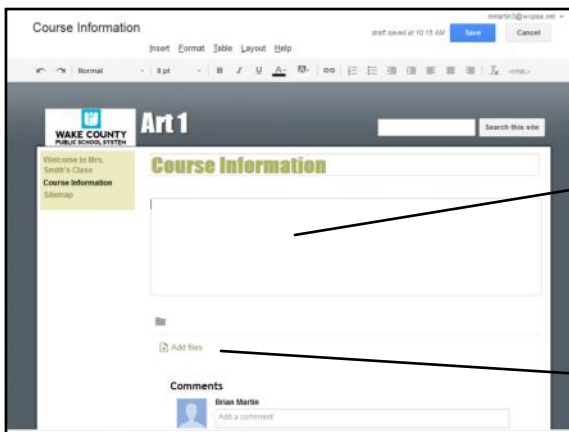 nmartin3@wcpss.net
Course Information
draft saved at 10:15 AM
Save
Cancel
Insert Format Table Layout Help
Normal
8 pt
B I U A
<HTML>
WAKE COUNTY
PUBLIC SCHOOL SYSTEM
Art 1
Search this site
Welcome to Mrs.
Smith's Class
Course Information
Sitemap
Course Information
Add files
Comments
Brian Martin
Add a comment